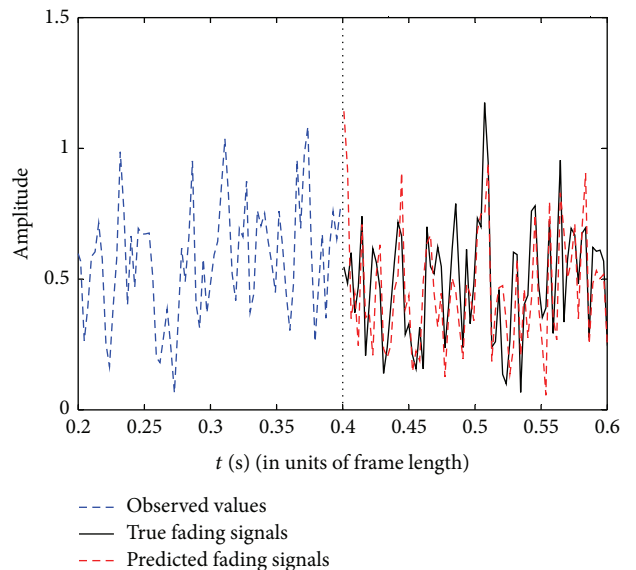 1.5
1
0.5
0
Amplitude
0.2
0.25
0.3
0.35
0.4
0.45
0.5
0.55
0.6
t (s) (in units of frame length)
Observed values
True fading signals
Predicted fading signals